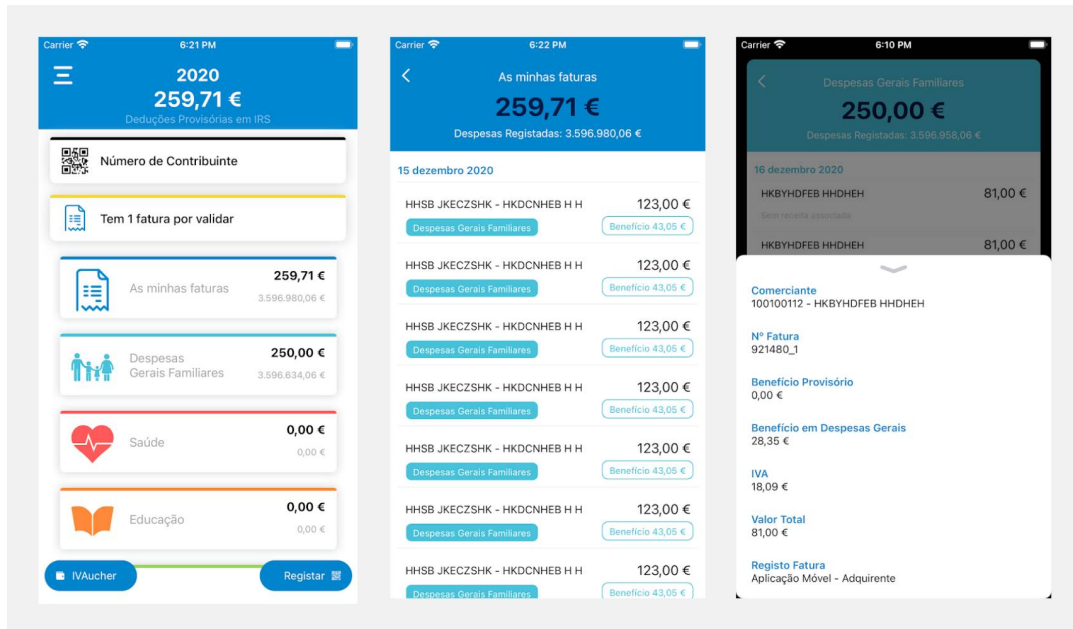 Carrier 6:21 PM
2020
259,71 €
Deduções Provisórias em IRS
Número de Contribuinte
Tem 1 fatura por validar
As minhas faturas
259,71 €
3.596.980,06 €
Despesas
Gerais Familiares
250,00 €
3.596.634,06 €
Saúde
0,00 €
0,00 €
Educação
0,00 €
0,00 €
IVAucher
Registar
Carrier 6:22 PM
As minhas faturas
259,71 €
Despesas Registadas: 3.596.980,06 €
15 dezembro 2020
HHSB JKECZSHK - HKDCNHEB H H 123,00 €
Despesas Gerais Familiares Benefício 43,05 €
HHSB JKECZSHK - HKDCNHEB H H 123,00 €
Despesas Gerais Familiares Benefício 43,05 €
HHSB JKECZSHK - HKDCNHEB H H 123,00 €
Despesas Gerais Familiares Benefício 43,05 €
HHSB JKECZSHK - HKDCNHEB H H 123,00 €
Despesas Gerais Familiares Benefício 43,05 €
HHSB JKECZSHK - HKDCNHEB H H 123,00 €
Despesas Gerais Familiares Benefício 43,05 €
HHSB JKECZSHK - HKDCNHEB H H 123,00 €
Despesas Gerais Familiares Benefício 43,05 €
HHSB JKECZSHK - HKDCNHEB H H 123,00 €
Despesas Gerais Familiares Benefício 43,05 €
Carrier 6:10 PM
Despesas Gerais Familiares
250,00 €
Despesas Registadas: 3.596.958,06 €
16 dezembro 2020
HKBYHDFEB HHDHEH 81,00 €
Sem receita associada
HKBYHDFEB HHDHEH 81,00 €
Comerciante
100100112 - HKBYHDFEB HHDHEH
Nº Fatura
921480_1
Benefício Provisório
0,00 €
Benefício em Despesas Gerais
28,35 €
IVA
18,09 €
Valor Total
81,00 €
Registo Fatura
Aplicação Móvel - Adquirente